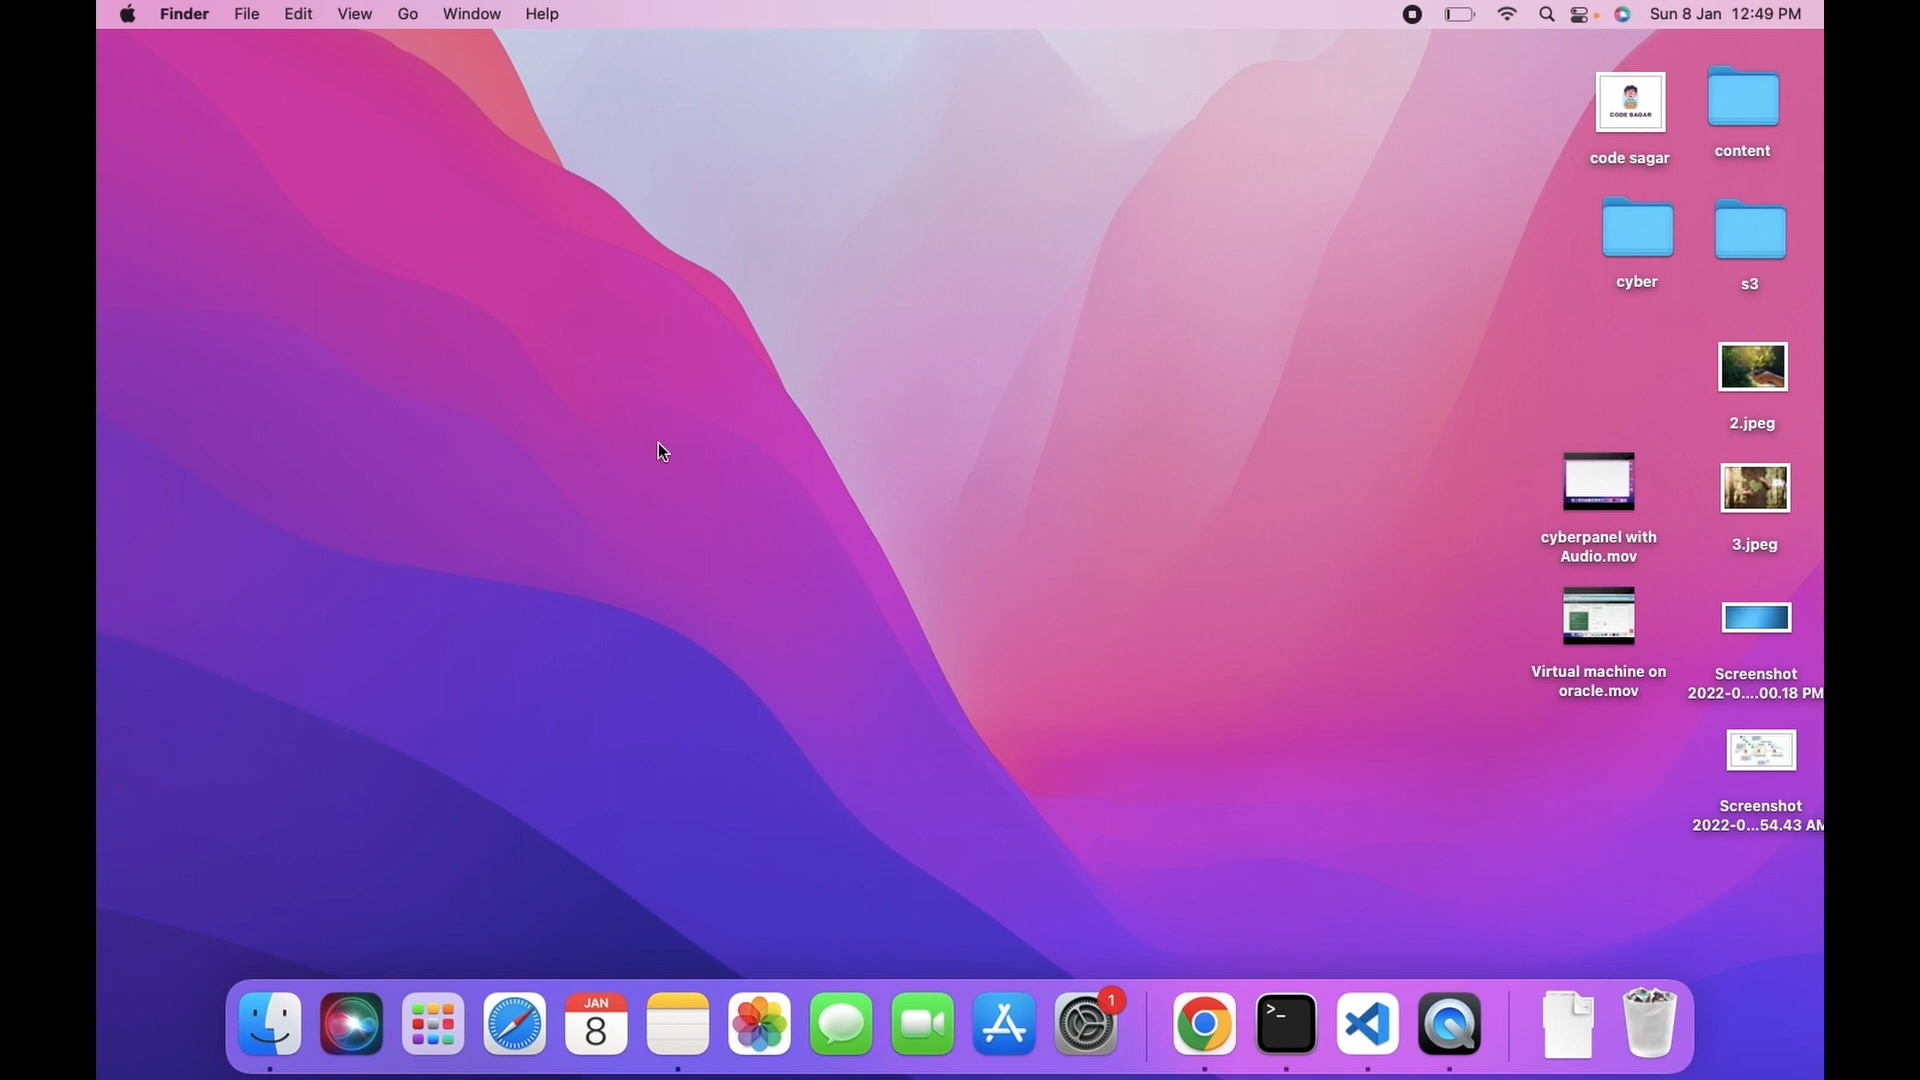 Finder File Edit View Go Window Help Sun 8 Jan 12:49 PM
CODE SAGAR
code sagar
content
cyber
s3
2.jpeg
cyberpanel with
Audio.mov
3.jpeg
Virtual machine on
oracle.mov
Screenshot
2022-0....00.18 PM
Screenshot
2022-0...54.43 AM
JAN
8
1
>_